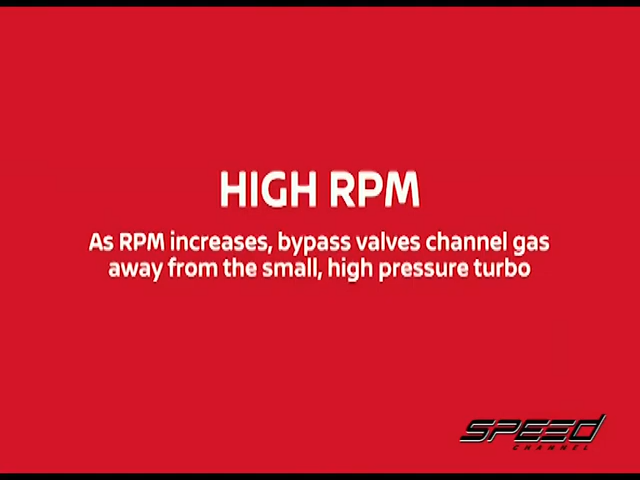 HIGH RPM
As RPM increases, bypass valves channel gas
away from the small, high pressure turbo
SPEED
CHANNEL